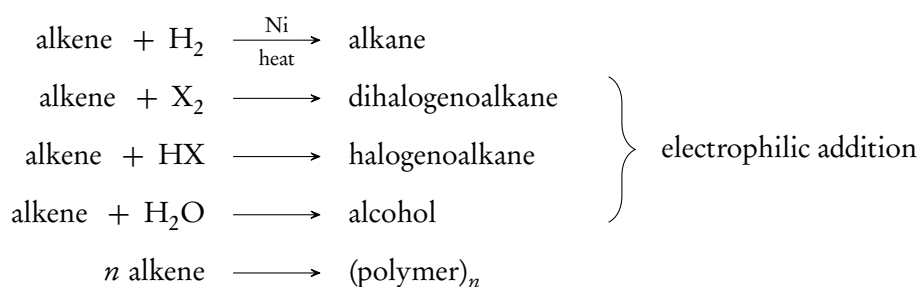 alkene + H₂ Ni heat ⟶ alkane
alkene + X₂ ⟶ dihalogenoalkane
alkene + HX ⟶ halogenoalkane
electrophilic addition
alkene + H₂O ⟶ alcohol
n alkene ⟶ (polymer)ₙ